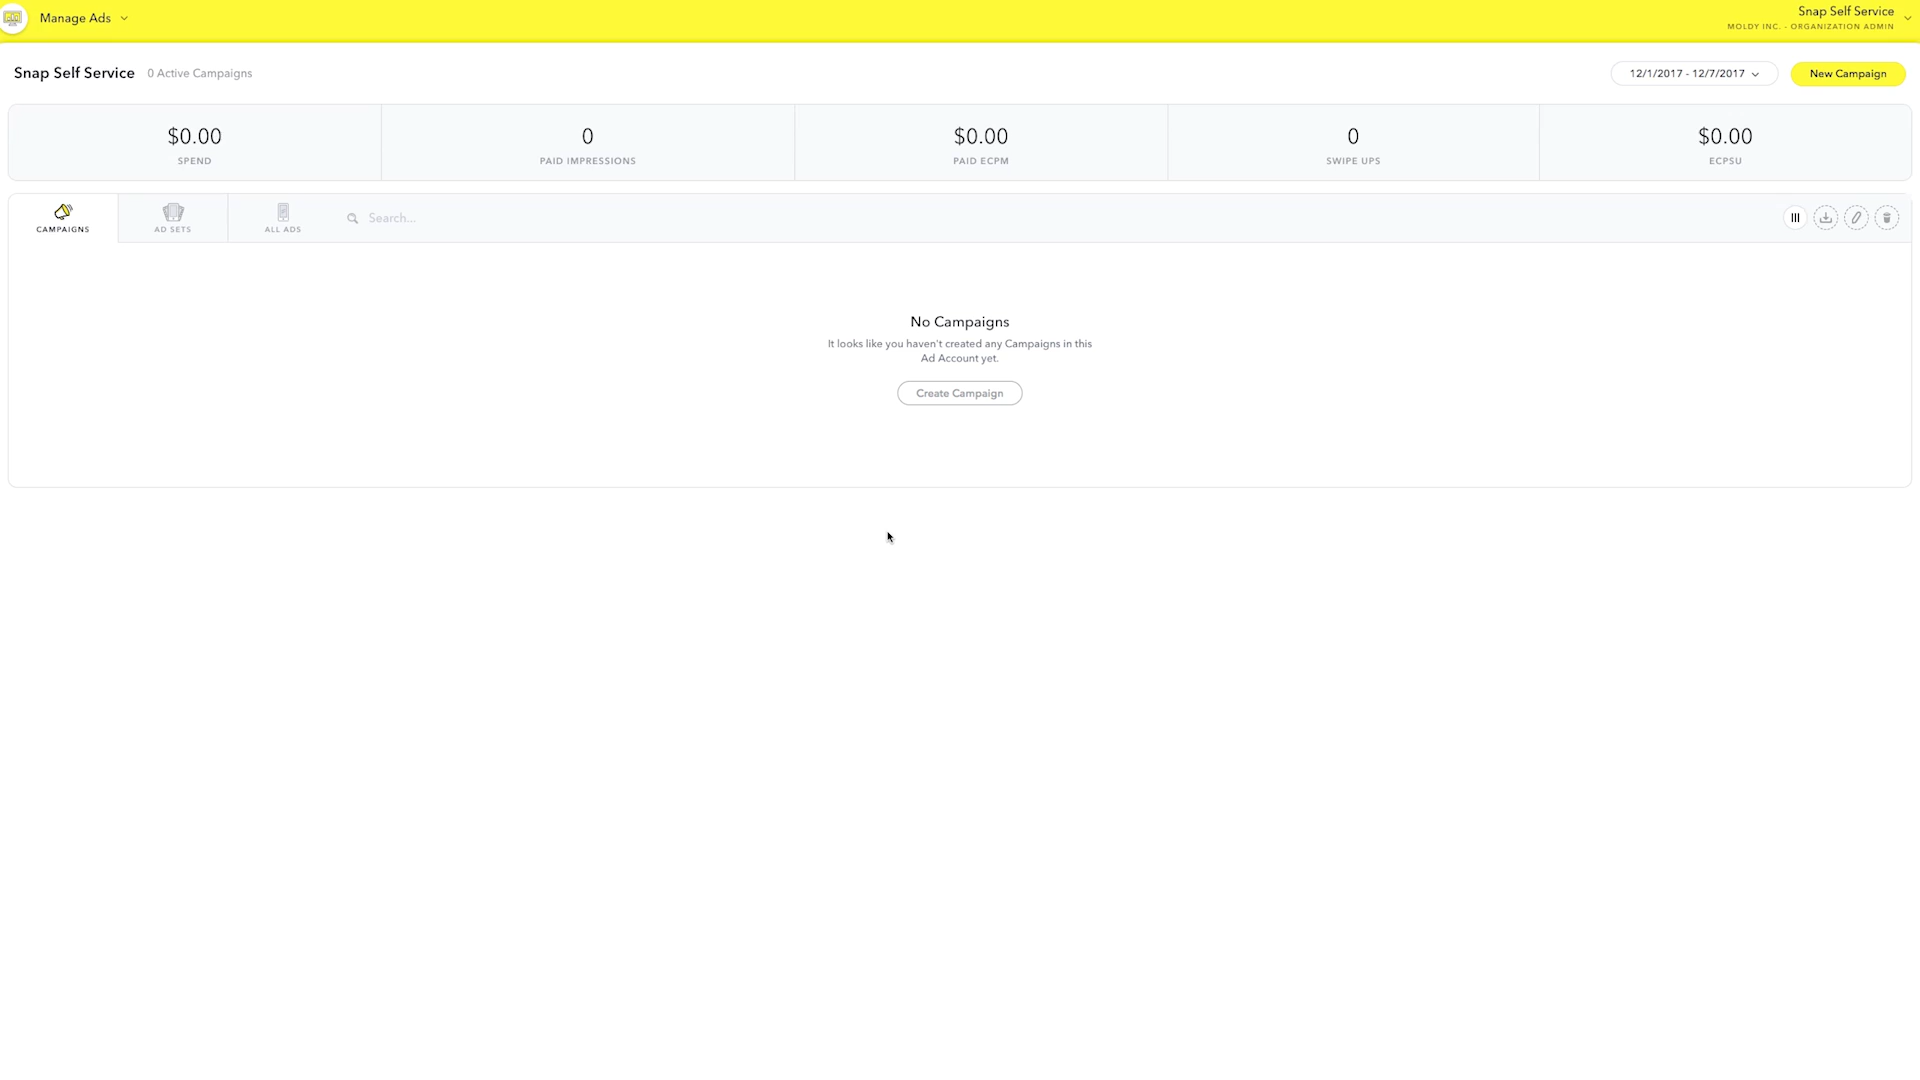 Manage Ads
Snap Self Service
MOLDY INC. - ORGANIZATION ADMIN
Snap Self Service 0 Active Campaigns
12/1/2017 - 12/7/2017
New Campaign
$0.00
SPEND
0
PAID IMPRESSIONS
$0.00
PAID ECPM
0
SWIPE UPS
$0.00
ECPSU
CAMPAIGNS
AD SETS
ALL ADS
Search...
No Campaigns
It looks like you haven't created any Campaigns in this
Ad Account yet.
Create Campaign